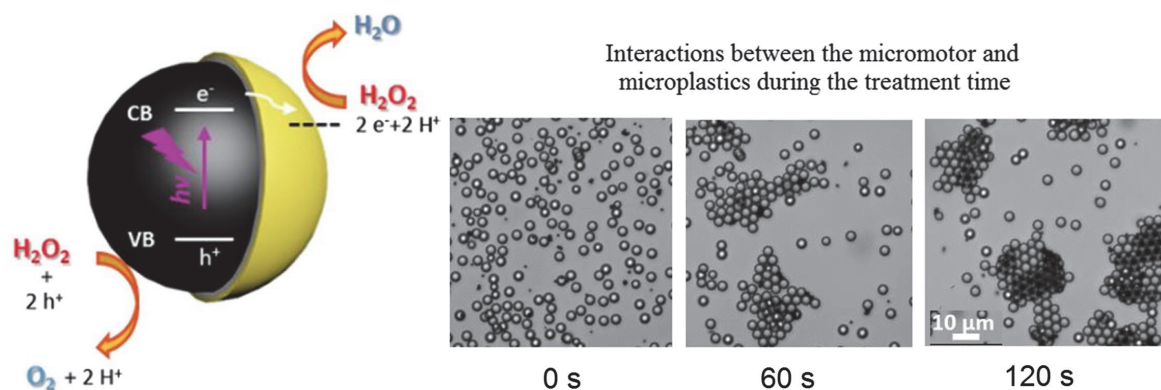 H₂O
H₂O₂
2 e⁻+2 H⁺
e⁻
CB
hv
VB
h⁺
H₂O₂
+
2 h⁺
O₂ + 2 H⁺
Interactions between the micromotor and
microplastics during the treatment time
10 µm
0 s
60 s
120 s